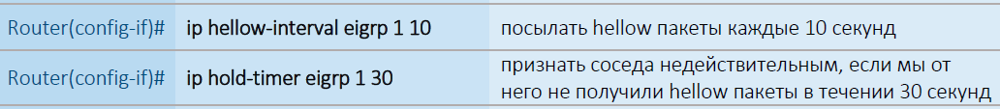 Router(config-if)# ip hellow-interval eigrp 1 10 посылать hellow пакеты каждые 10 секунд
Router(config-if)# ip hold-timer eigrp 1 30 признать соседа недействительным, если мы от
него не получили hellow пакеты в течении 30 секунд